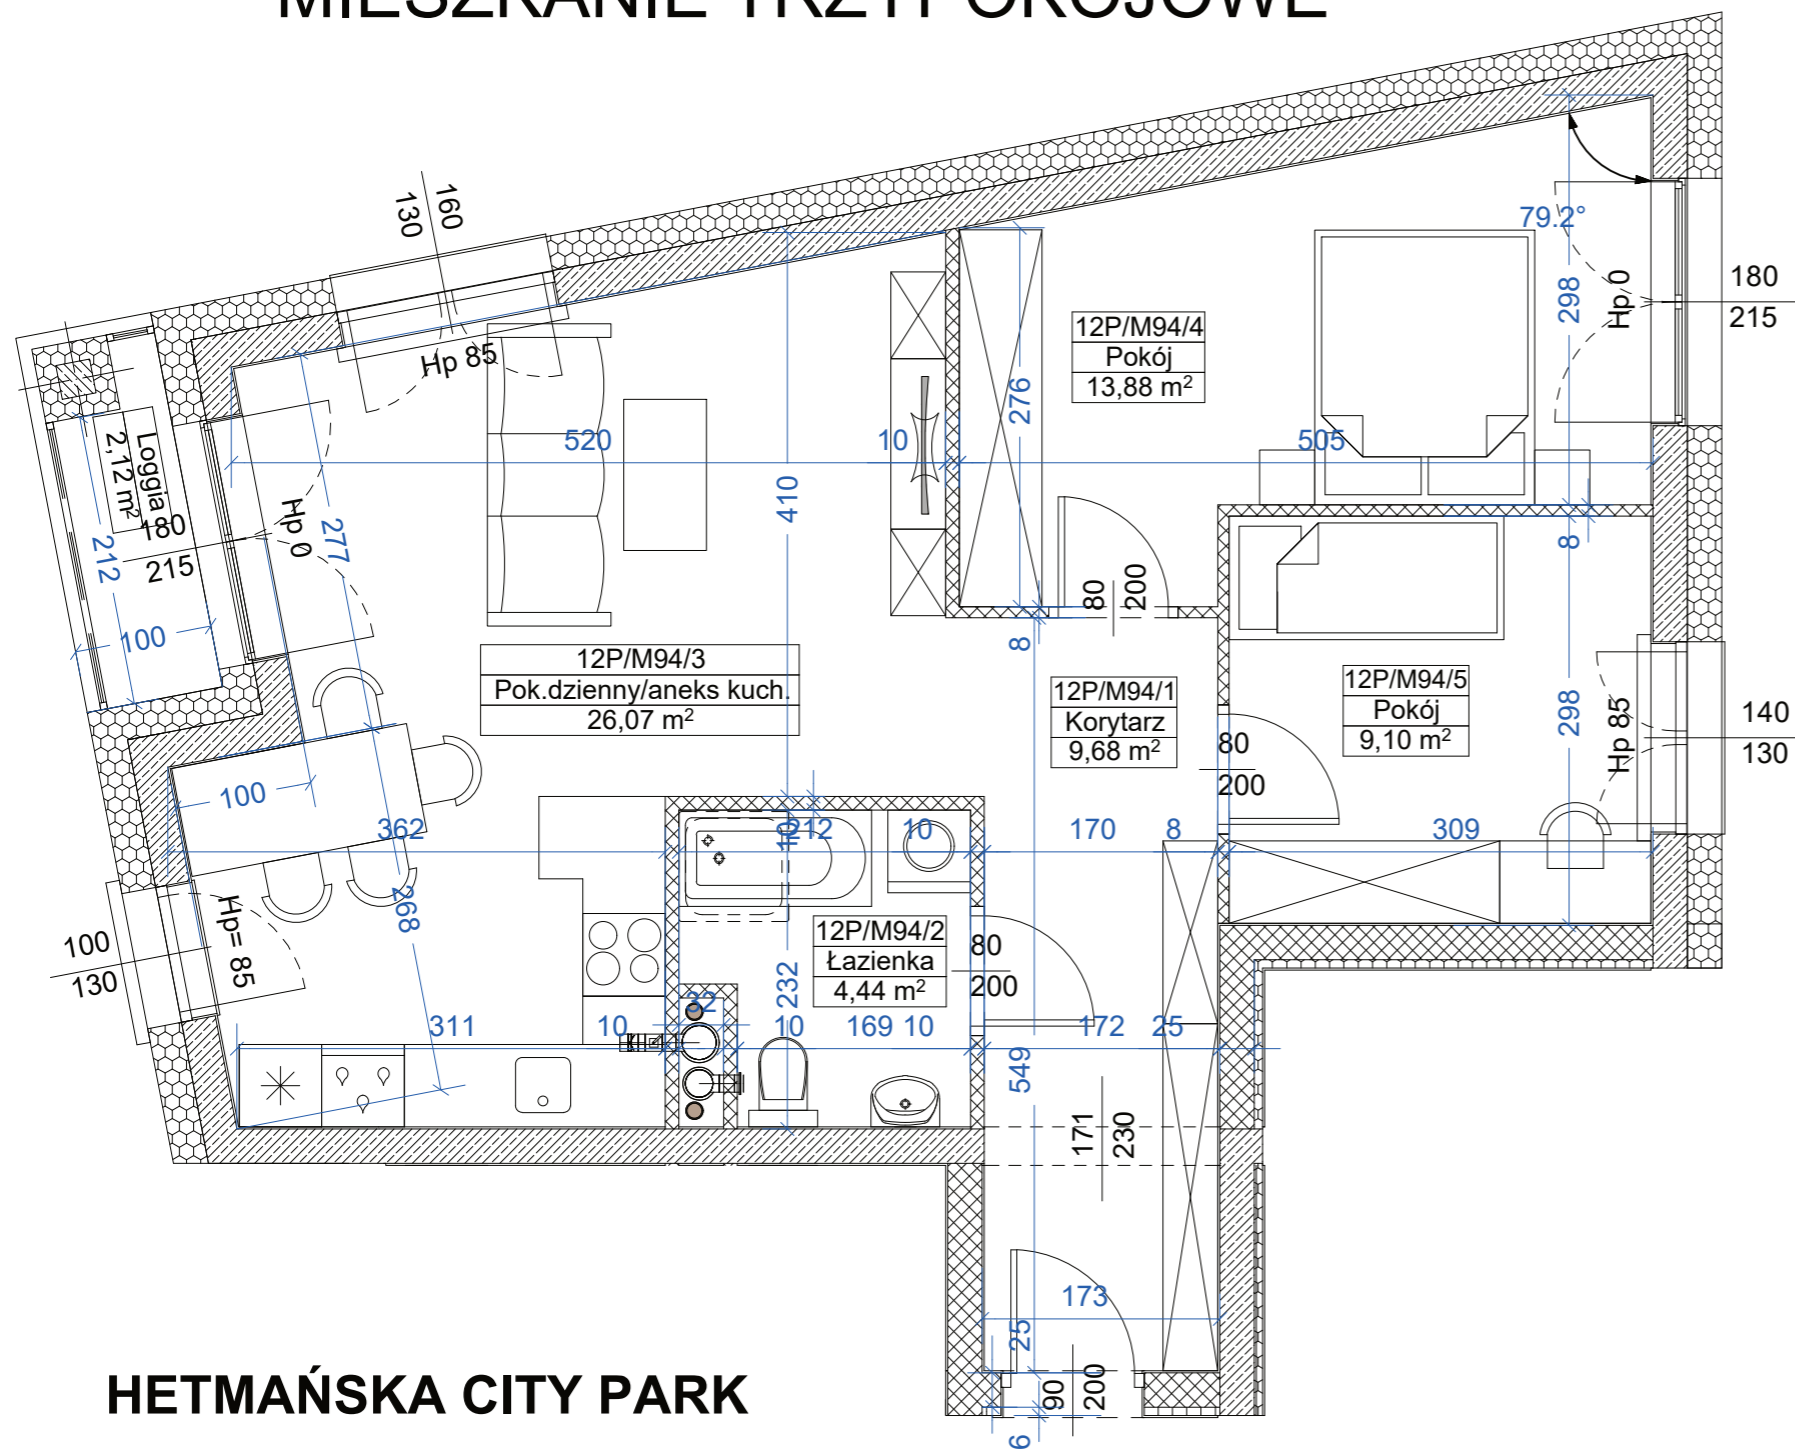 MIESZKANIE TRZYPOKOJOWE
160
130
Hp 85
79.2°
298
Hp 0
180
215
12P/M94/4
Pokój
13,88 m²
276
520
10
505
410
Loggia
2,12 m²
180
215
Hp 0
277
212
100
8
80
200
8
12P/M94/3
Pok.dzienny/aneks kuch.
26,07 m²
12P/M94/1
Korytarz
9,68 m²
12P/M94/5
Pokój
9,10 m²
298
Hp 85
140
130
80
200
100
362
10
212
10
170
8
309
268
Hp= 85
100
130
12P/M94/2
Łazienka
4,44 m²
80
200
232
32
311
10
10
169
10
172
25
549
171
230
173
25
90
200
6
HETMAŃSKA CITY PARK